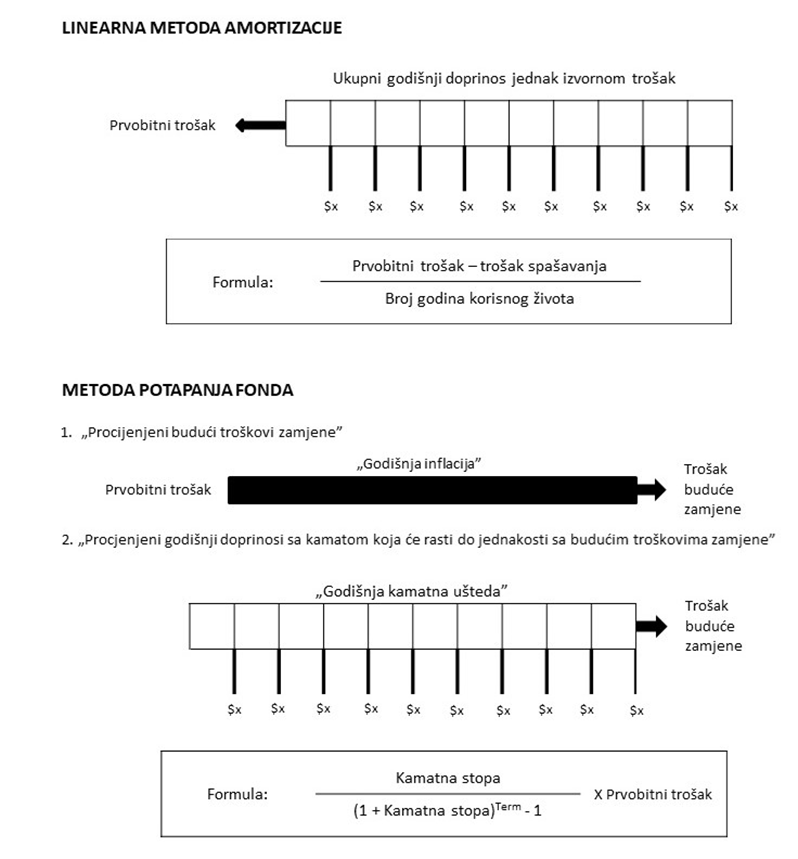 LINEARNA METODA AMORTIZACIJE
Ukupni godišnji doprinos jednak izvornom trošak
Prvobitni trošak
$x $x $x $x $x $x $x $x $x $x
Prvobitni trošak – trošak spašavanja
Formula:
Broj godina korisnog života
METODA POTAPANJA FONDA
1. „Procijenjeni budući troškovi zamjene”
„Godišnja inflacija”
Prvobitni trošak
Trošak
buduće
zamjene
2. „Procjenjeni godišnji doprinosi sa kamatom koja će rasti do jednakosti sa budućim troškovima zamjene”
„Godišnja kamatna ušteda”
Trošak
buduće
zamjene
$x $x $x $x $x $x $x $x $x $x
Kamatna stopa
Formula:
X Prvobitni trošak
(1 + Kamatna stopa)^Term - 1